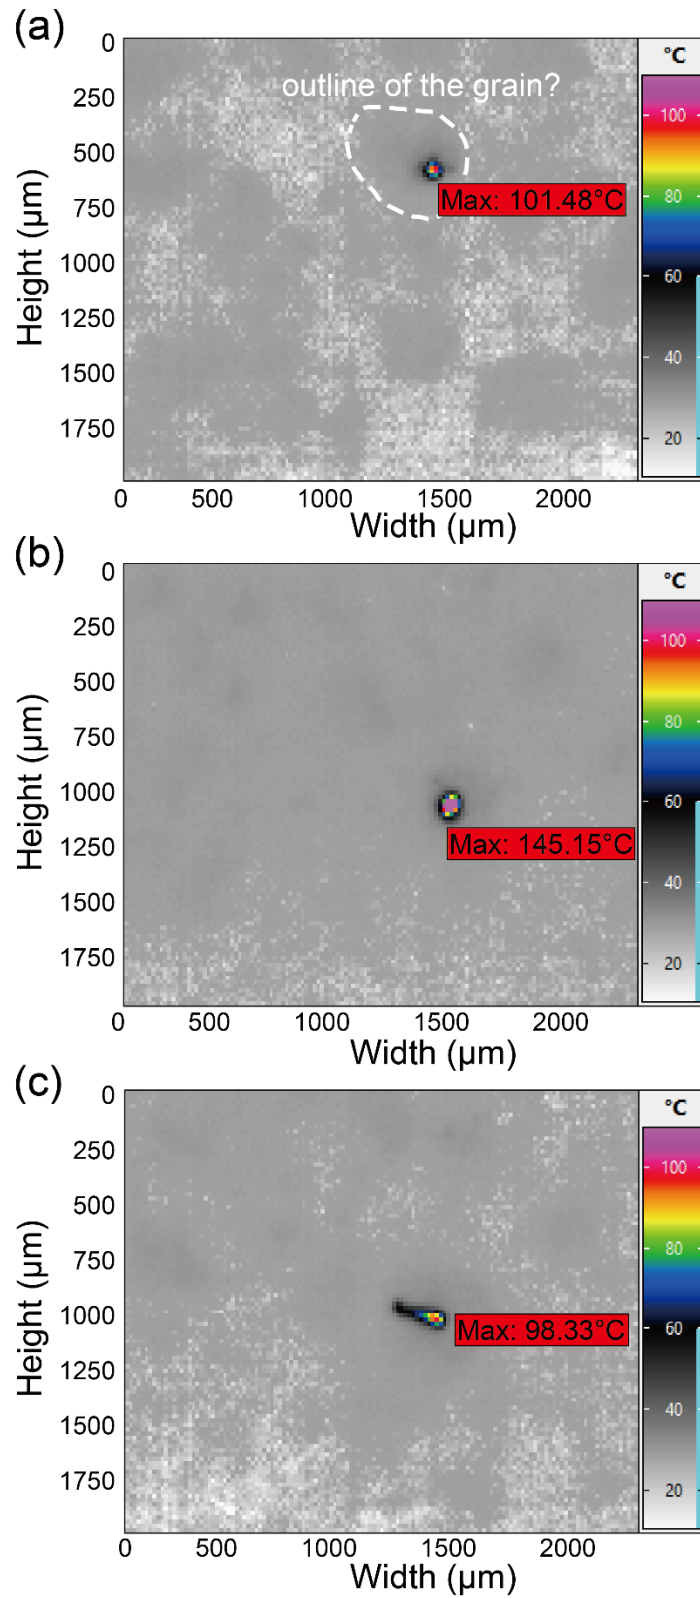 (a)
0
250
500
750
1000
1250
1500
1750
Height (µm)
outline of the grain?
Max: 101.48°C
0 500 1000 1500 2000
Width (µm)
°C
100
80
60
40
20
(b)
0
250
500
750
1000
1250
1500
1750
Height (µm)
Max: 145.15°C
0 500 1000 1500 2000
Width (µm)
°C
100
80
60
40
20
(c)
0
250
500
750
1000
1250
1500
1750
Height (µm)
Max: 98.33°C
0 500 1000 1500 2000
Width (µm)
°C
100
80
60
40
20